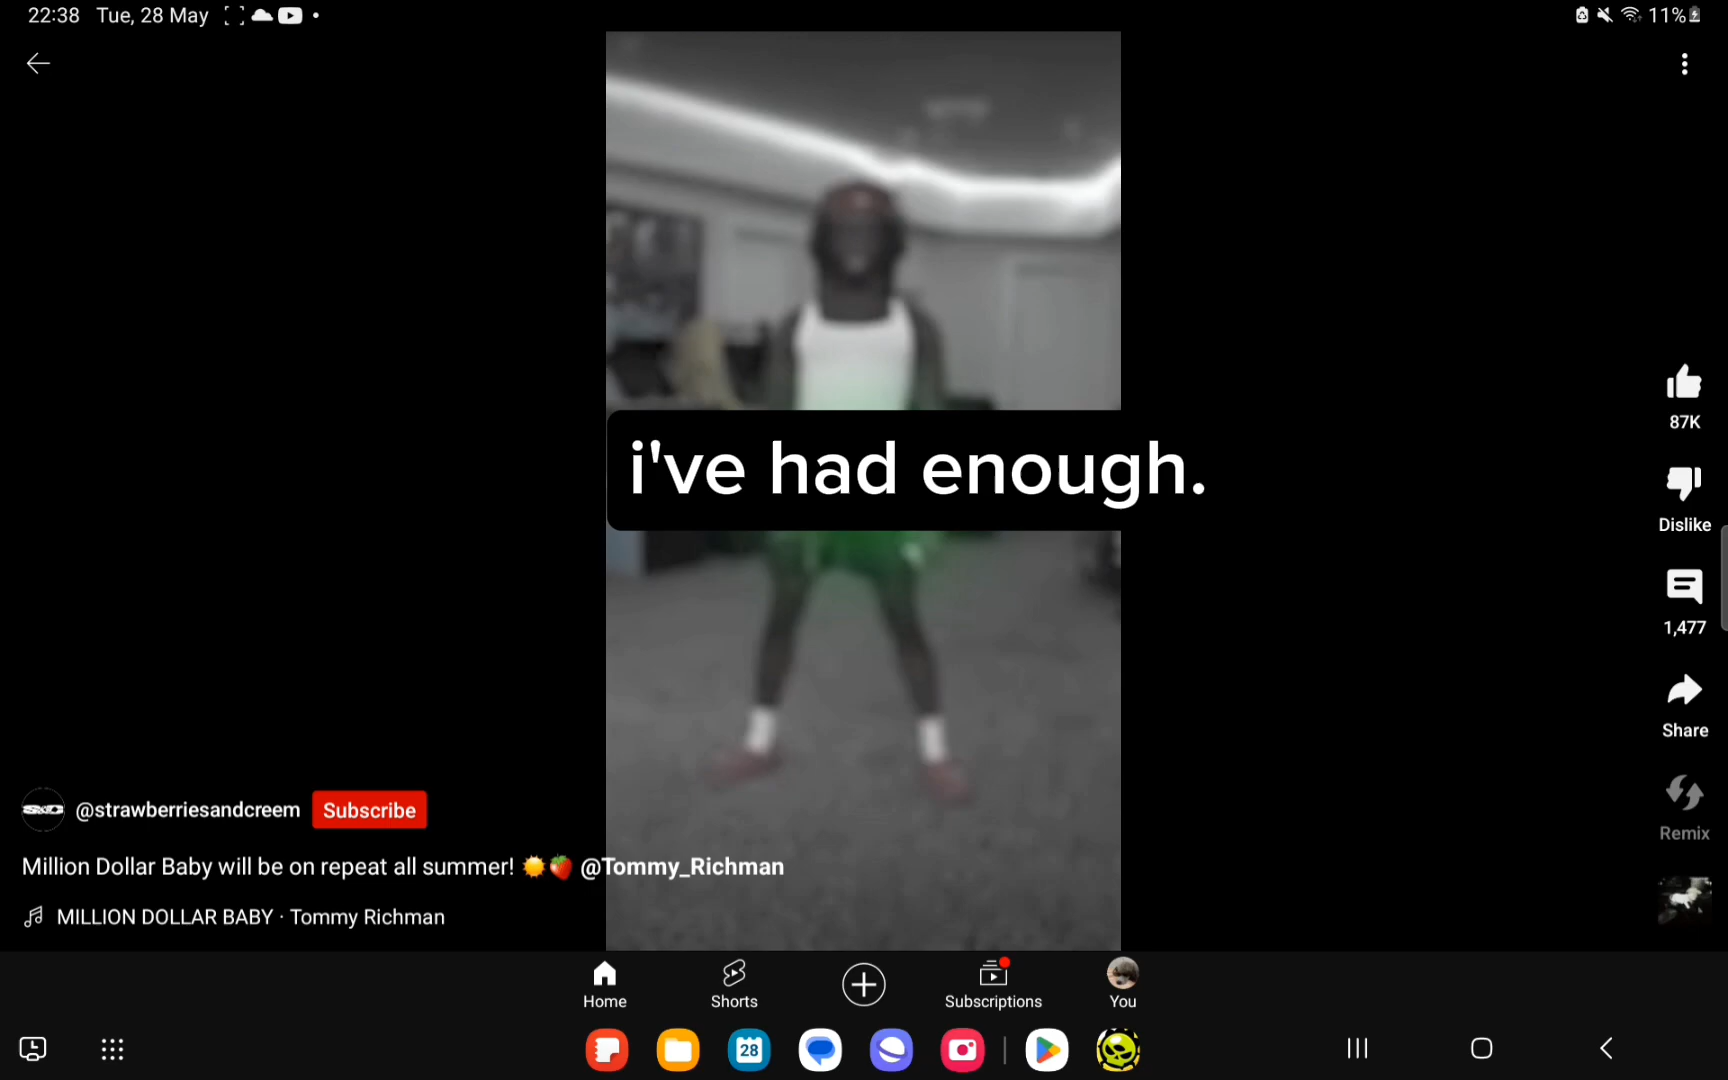 22:38 Tue, 28 May
11%
i've had enough.
87K
Dislike
1,477
Share
Remix
@strawberriesandcreem Subscribe
Million Dollar Baby will be on repeat all summer! ☀️🍓 @Tommy_Richman
MILLION DOLLAR BABY · Tommy Richman
Home Shorts Subscriptions You
28